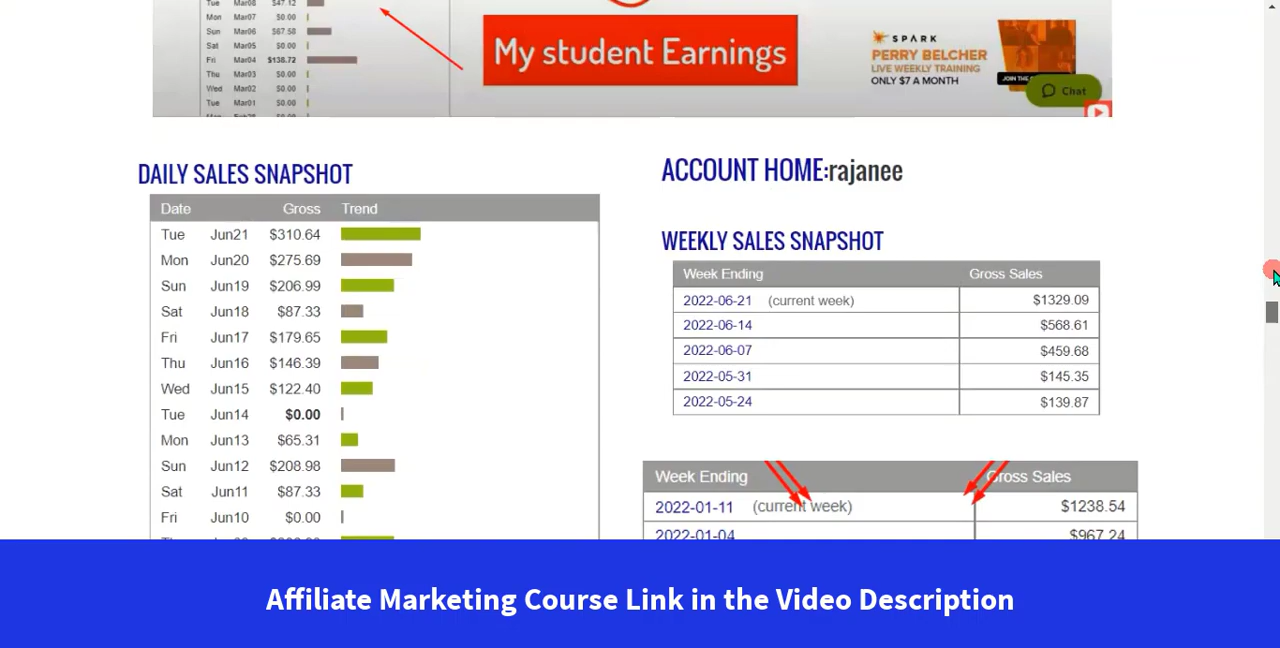 Tue Mar08 $47.12
Mon Mar07 $0.00
Sun Mar06 $67.58
Sat Mar05 $0.00
Fri Mar04 $138.72
Thu Mar03 $0.00
Wed Mar02 $0.00
Tue Mar01 $0.00
My student Earnings
SPARK
PERRY BELCHER
LIVE WEEKLY TRAINING
ONLY $7 A MONTH
JOIN THE
Chat
DAILY SALES SNAPSHOT
Date Gross Trend
Tue Jun21 $310.64
Mon Jun20 $275.69
Sun Jun19 $206.99
Sat Jun18 $87.33
Fri Jun17 $179.65
Thu Jun16 $146.39
Wed Jun15 $122.40
Tue Jun14 $0.00
Mon Jun13 $65.31
Sun Jun12 $208.98
Sat Jun11 $87.33
Fri Jun10 $0.00
ACCOUNT HOME:rajanee
WEEKLY SALES SNAPSHOT
Week Ending Gross Sales
2022-06-21 (current week) $1329.09
2022-06-14 $568.61
2022-06-07 $459.68
2022-05-31 $145.35
2022-05-24 $139.87
Week Ending Gross Sales
2022-01-11 (current week) $1238.54
2022-01-04 $967.24
Affiliate Marketing Course Link in the Video Description